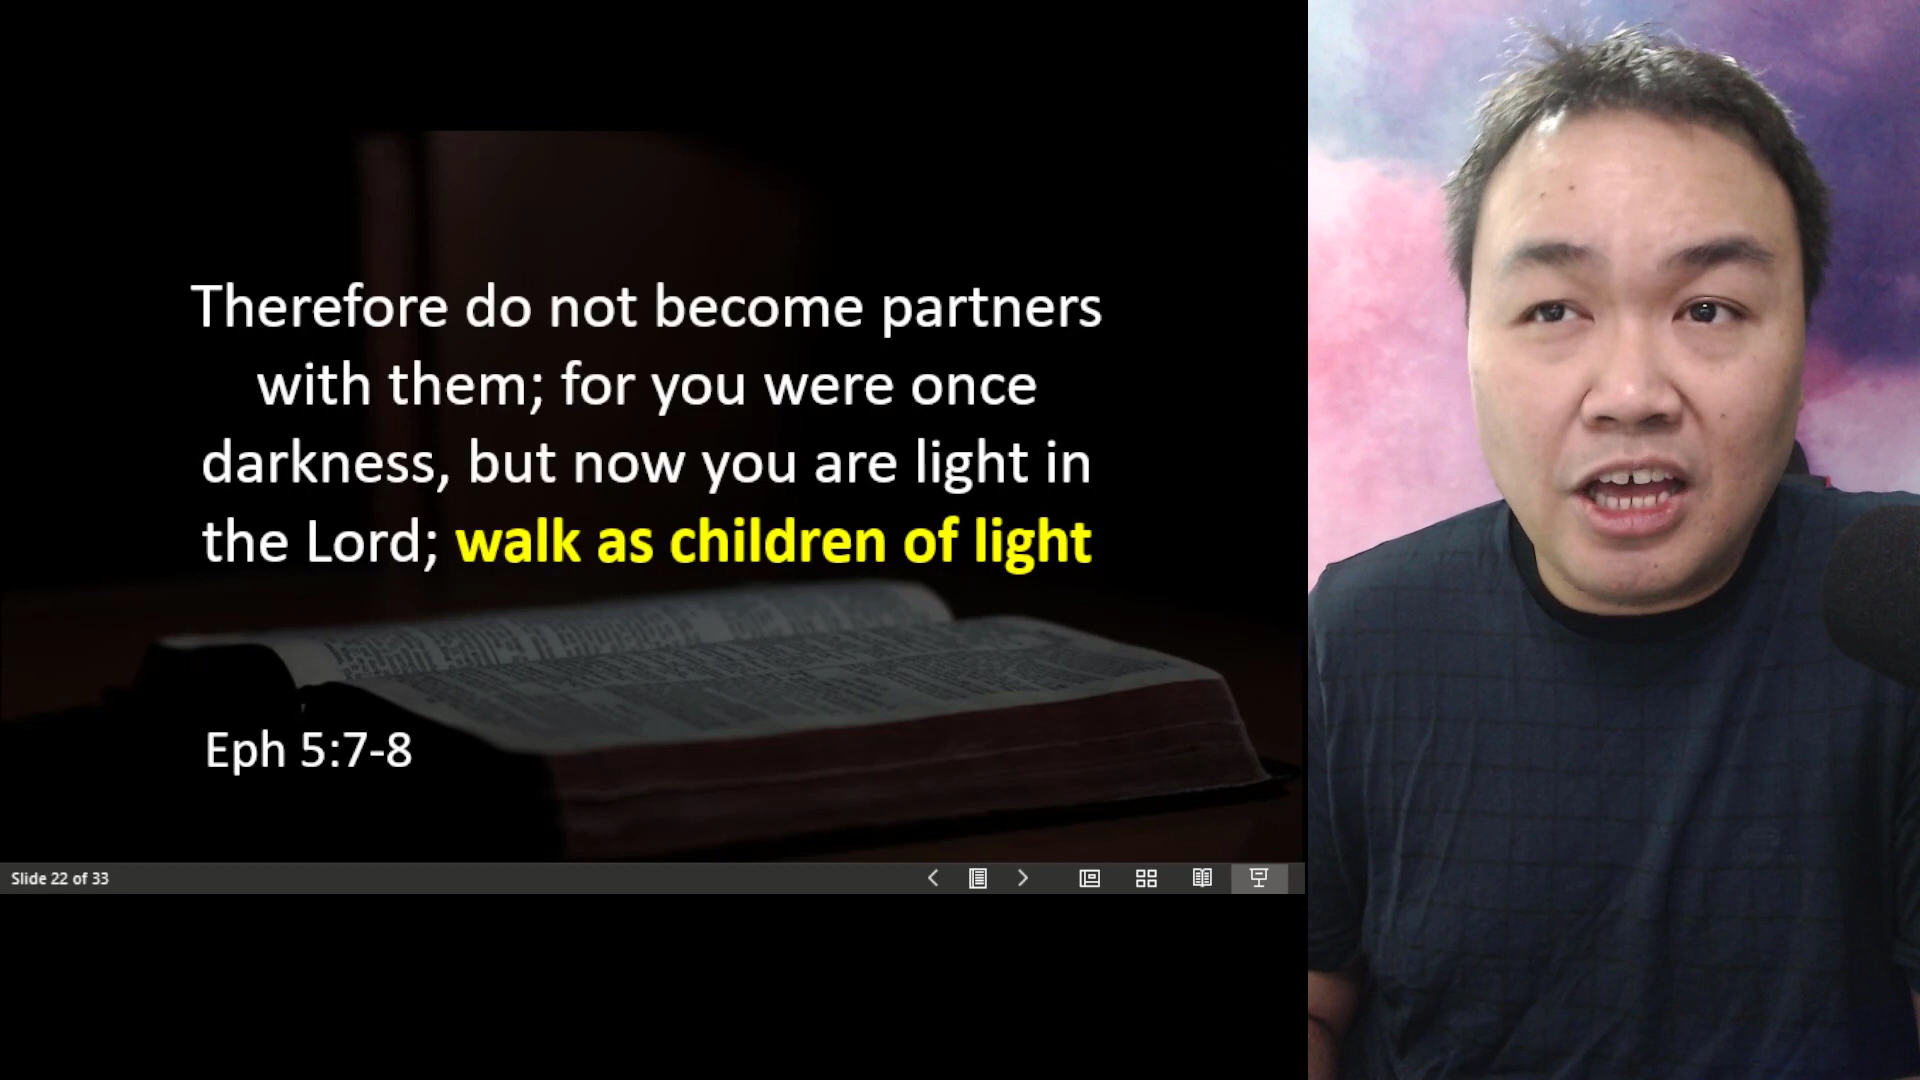 Therefore do not become partners
with them; for you were once
darkness, but now you are light in
the Lord; walk as children of light
Eph 5:7-8
Slide 22 of 33